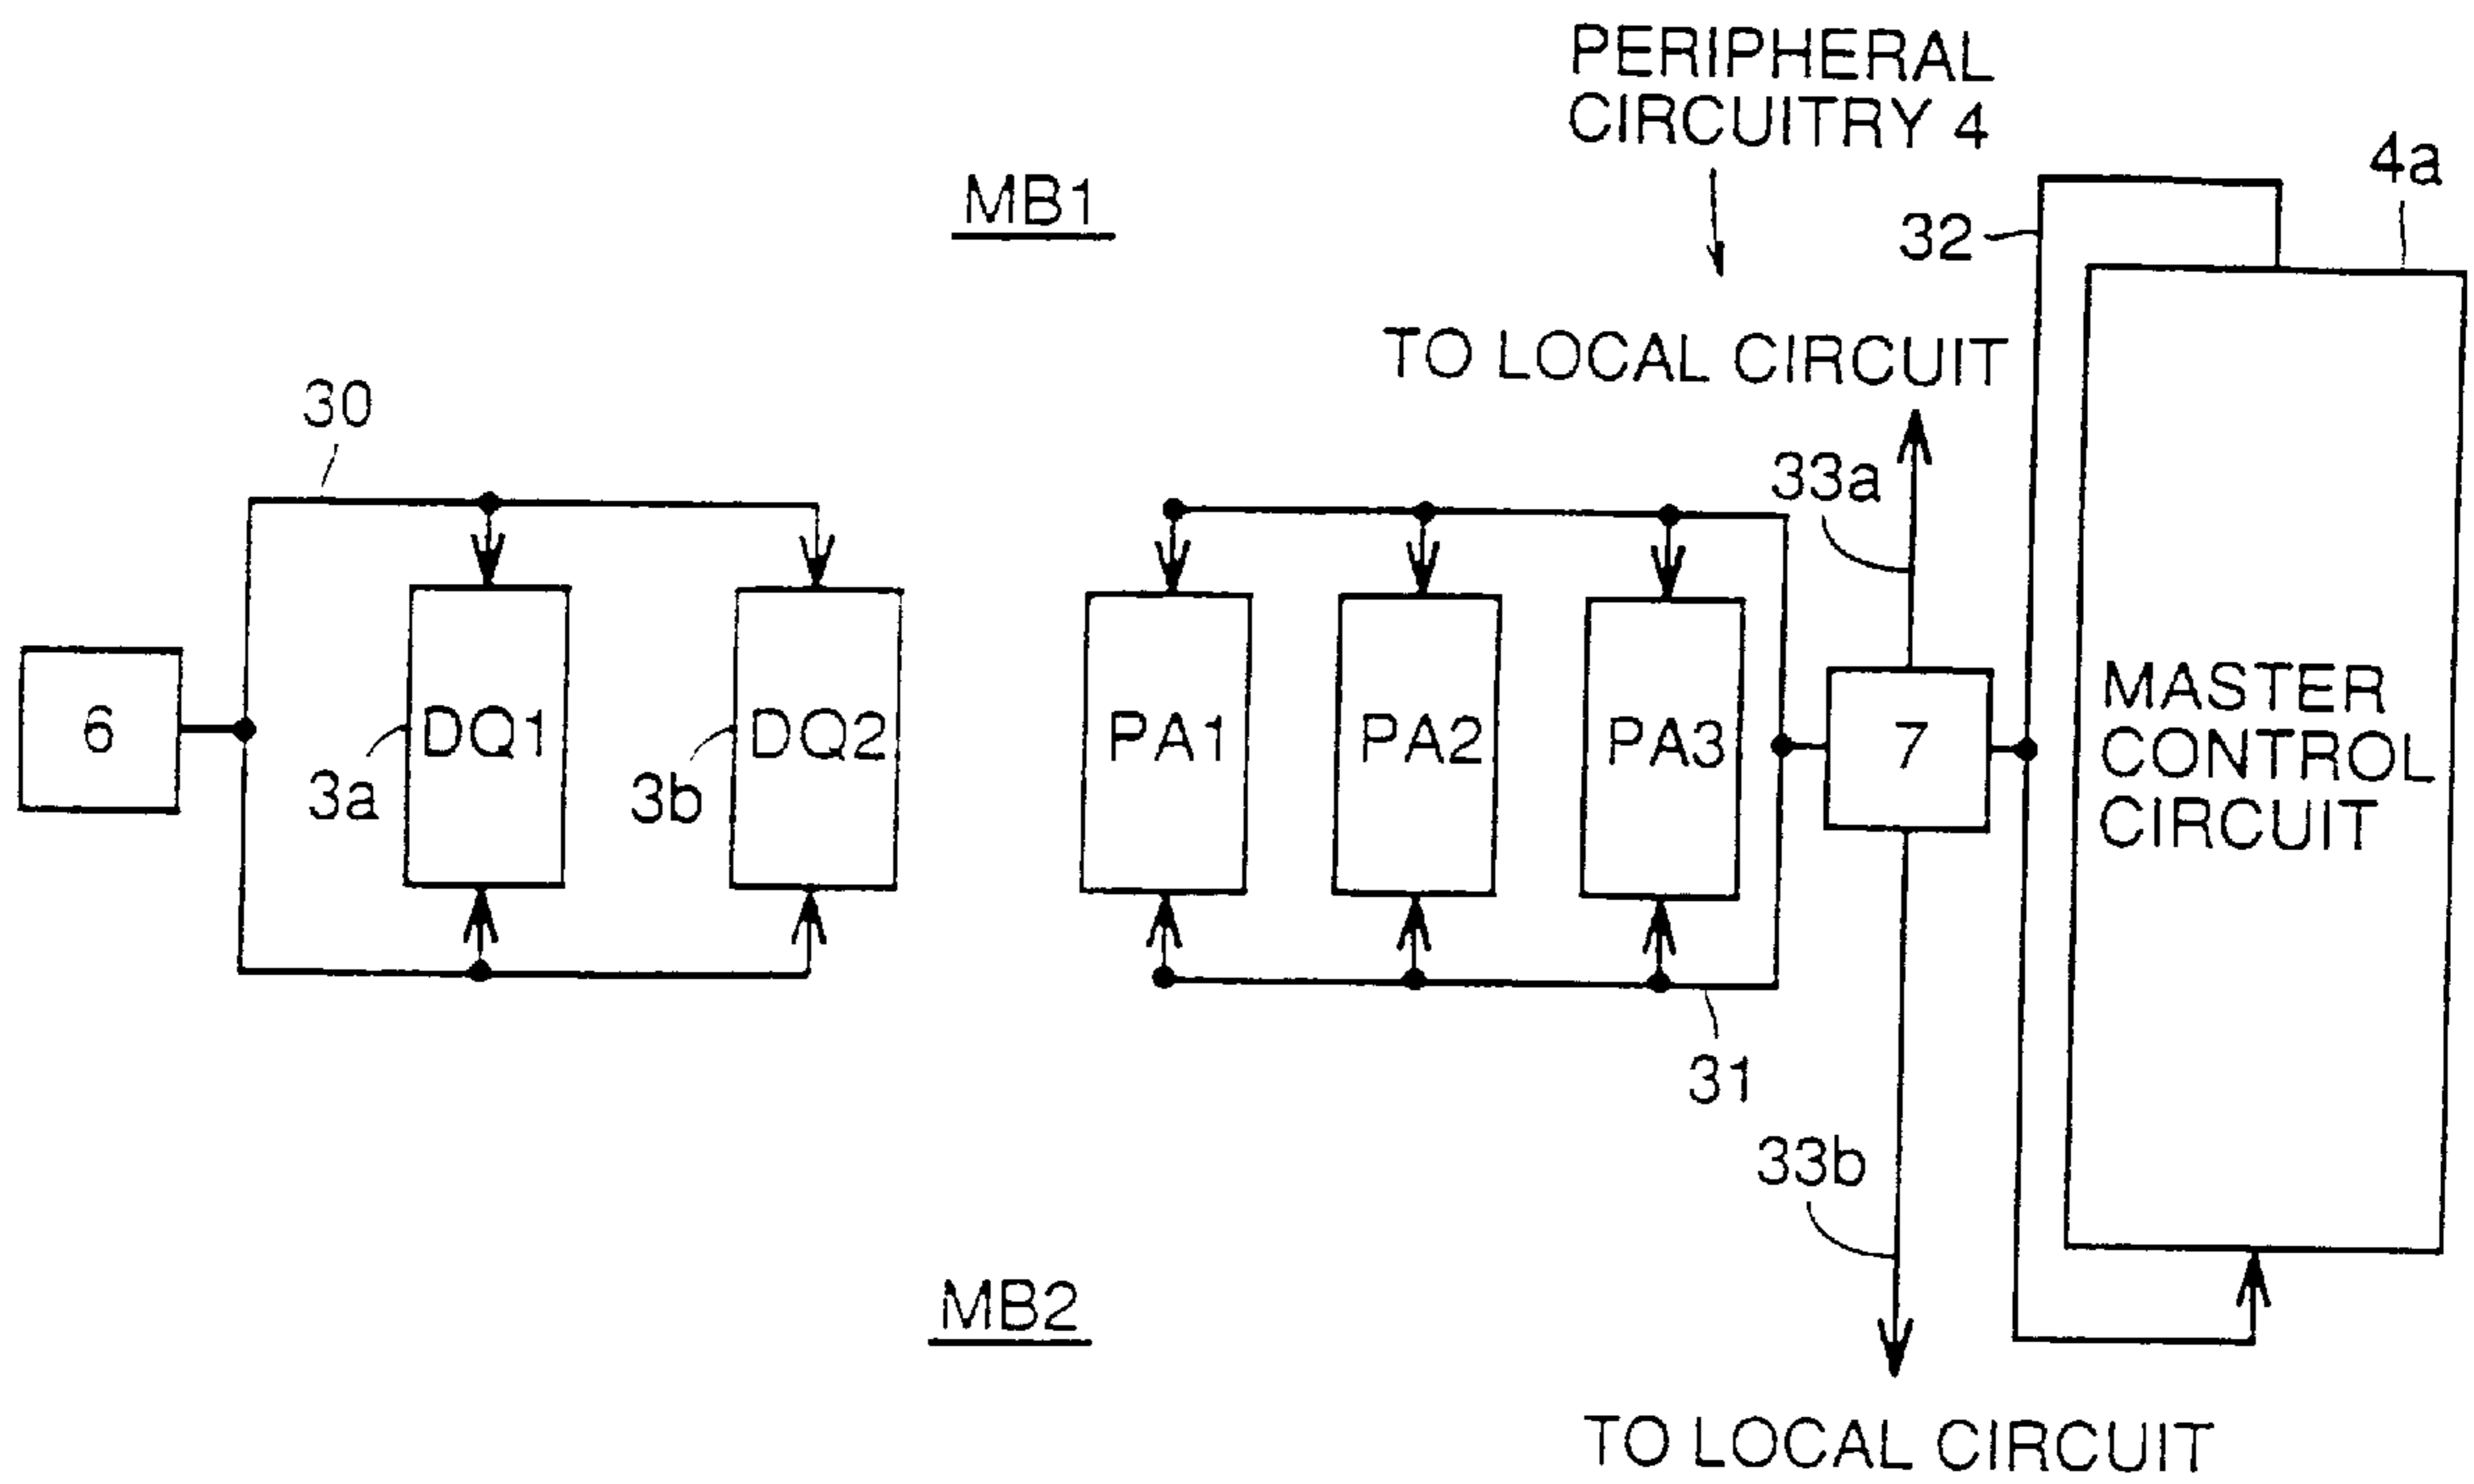 PERIPHERAL
CIRCUITRY 4
4a
MB1
32
TO LOCAL CIRCUIT
30
33a
6
DQ1
DQ2
PA1
PA2
PA3
7
MASTER
CONTROL
CIRCUIT
3a
3b
31
33b
MB2
TO LOCAL CIRCUIT